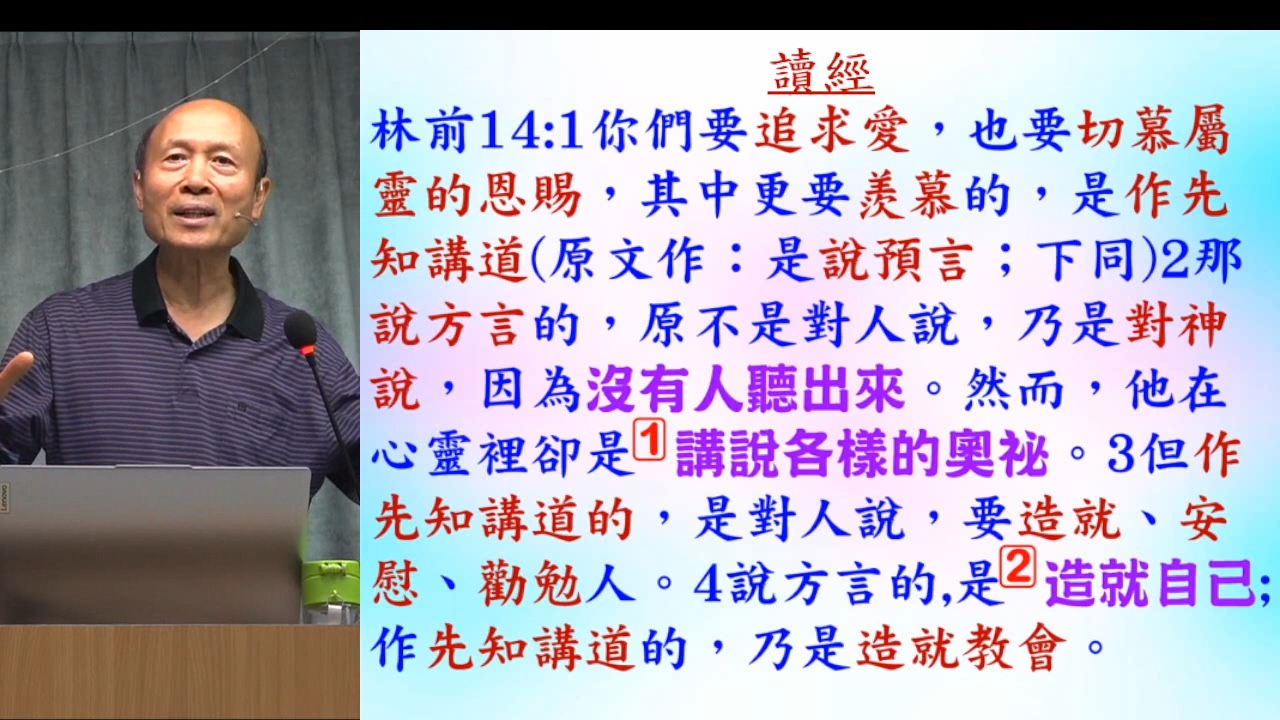 讀經
林前14:1你們要追求愛，也要切慕屬
靈的恩賜，其中更要羨慕的，是作先
知講道(原文作：是說預言；下同)2那
說方言的，原不是對人說，乃是對神
說，因為沒有人聽出來。然而，他在
心靈裡卻是1講說各樣的奧祕。3但作
先知講道的，是對人說，要造就、安
慰、勸勉人。4說方言的,是2造就自己;
作先知講道的，乃是造就教會。
Lenovo